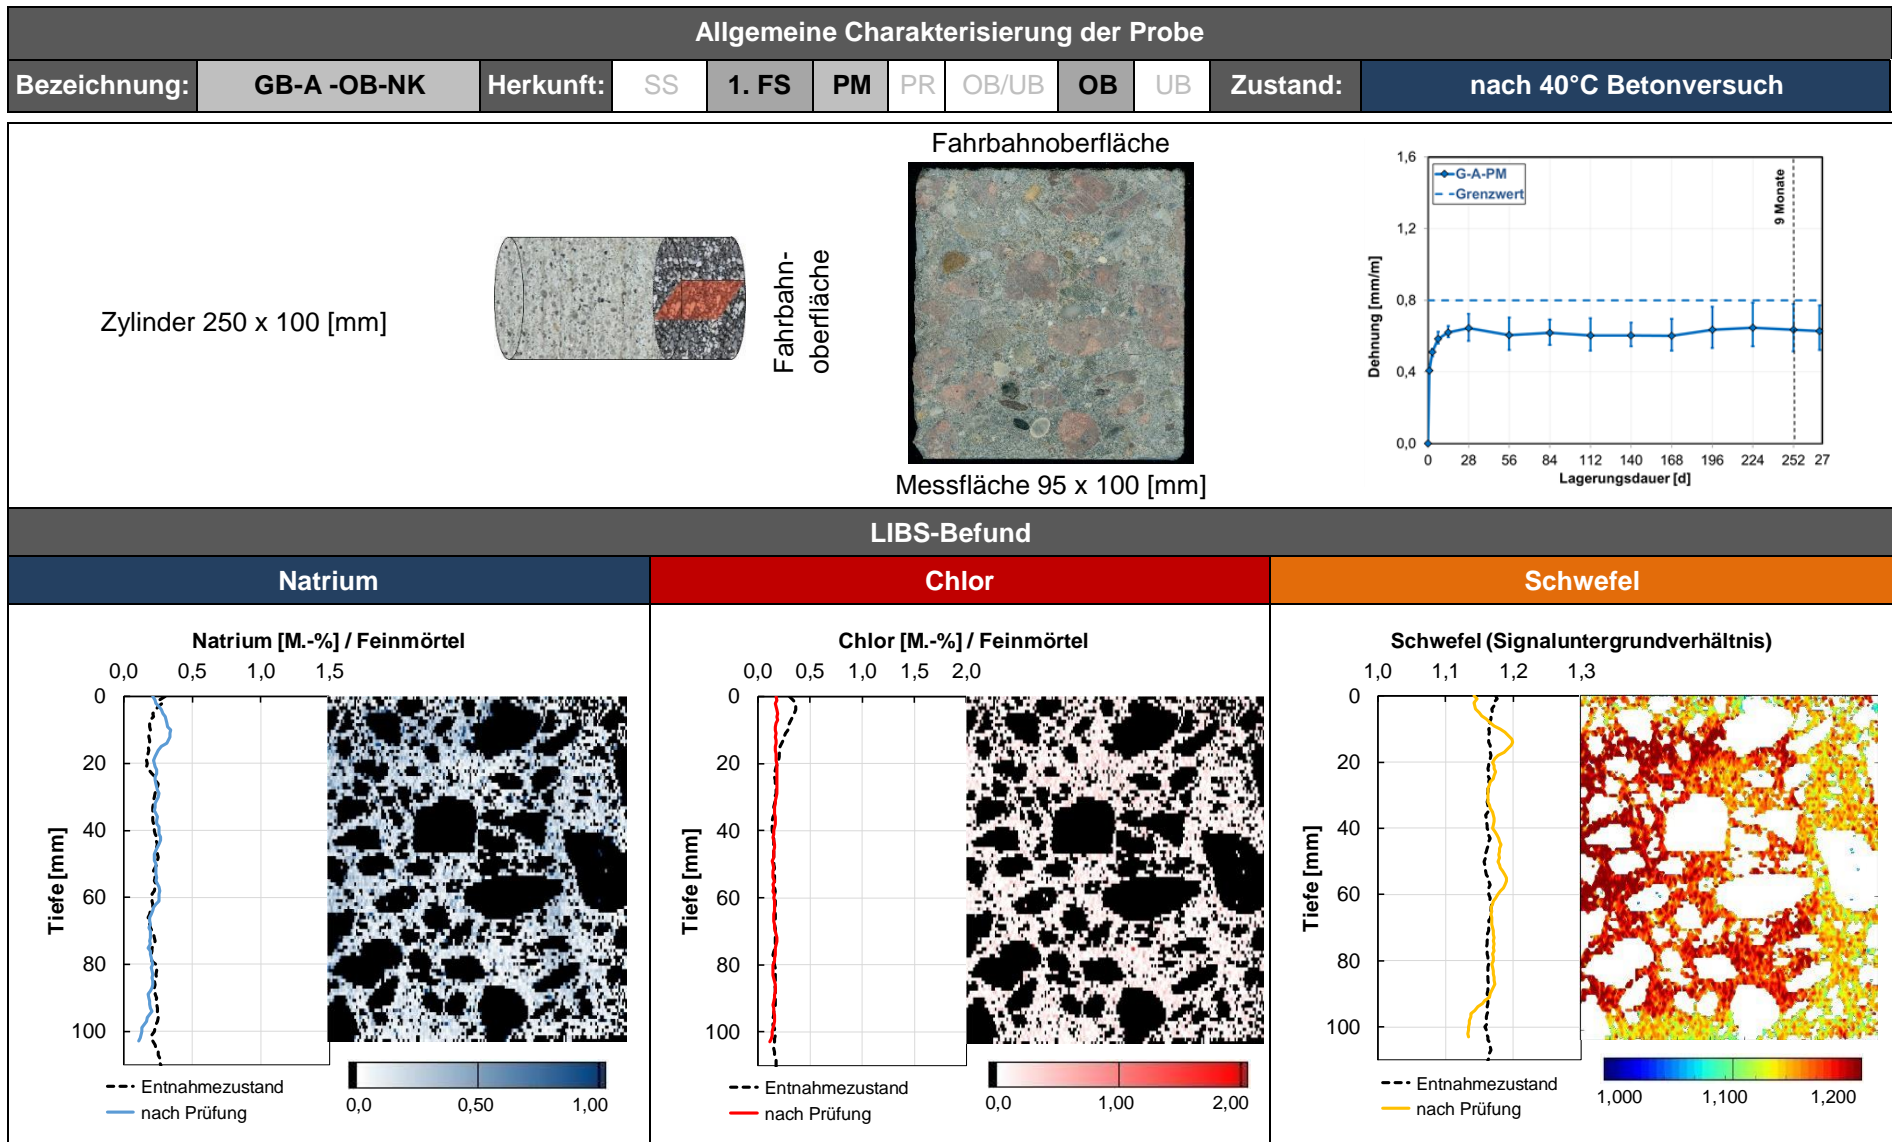 Allgemeine Charakterisierung der Probe
Bezeichnung: GB-A -OB-NK Herkunft: SS 1. FS PM PR OB/UB OB UB Zustand: nach 40°C Betonversuch
Zylinder 250 x 100 [mm]
Fahrbahn-
oberfläche
Fahrbahnoberfläche
Messfläche 95 x 100 [mm]
Dehnung [mm/m]
1,6
1,2
0,8
0,4
0,0
G-A-PM
Grenzwert
9 Monate
0 28 56 84 112 140 168 196 224 252 27
Lagerungsdauer [d]
LIBS-Befund
Natrium Chlor Schwefel
Natrium [M.-%] / Feinmörtel
0,0 0,5 1,0 1,5
Tiefe [mm]
0
20
40
60
80
100
Entnahmezustand
nach Prüfung
0,0 0,50 1,00
Chlor [M.-%] / Feinmörtel
0,0 0,5 1,0 1,5 2,0
Tiefe [mm]
0
20
40
60
80
100
Entnahmezustand
nach Prüfung
0,0 1,00 2,00
Schwefel (Signaluntergrundverhältnis)
1,0 1,1 1,2 1,3
Tiefe [mm]
0
20
40
60
80
100
Entnahmezustand
nach Prüfung
1,000 1,100 1,200